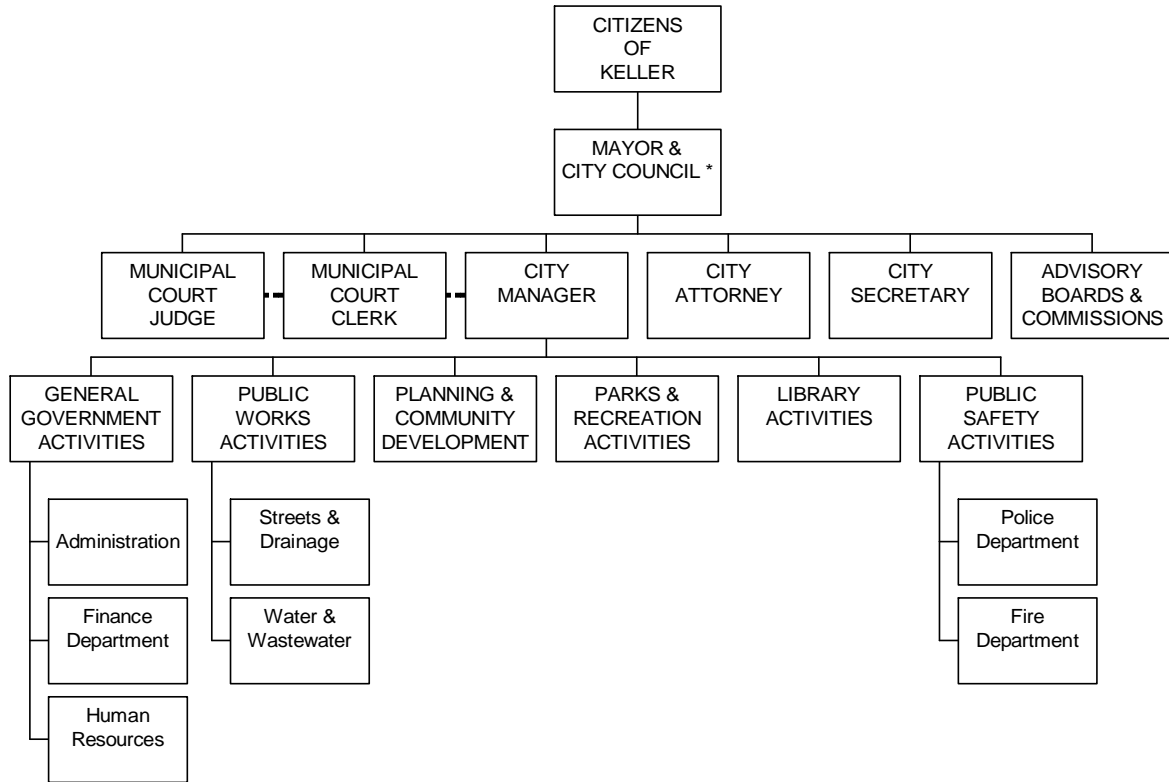 CITIZENS
OF
KELLER
MAYOR &
CITY COUNCIL *
MUNICIPAL
COURT
JUDGE
MUNICIPAL
COURT
CLERK
CITY
MANAGER
CITY
ATTORNEY
CITY
SECRETARY
ADVISORY
BOARDS &
COMMISSIONS
GENERAL
GOVERNMENT
ACTIVITIES
PUBLIC
WORKS
ACTIVITIES
PLANNING &
COMMUNITY
DEVELOPMENT
PARKS &
RECREATION
ACTIVITIES
LIBRARY
ACTIVITIES
PUBLIC
SAFETY
ACTIVITIES
Administration
Finance
Department
Human
Resources
Streets &
Drainage
Water &
Wastewater
Police
Department
Fire
Department